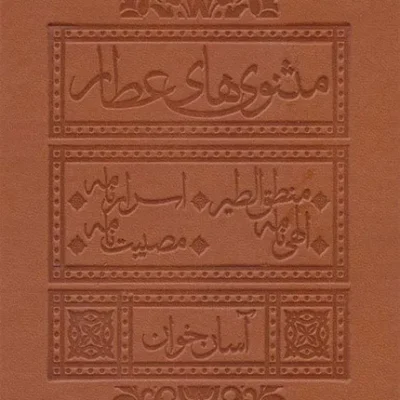 مثنوی‌های عطار
منطق‌الطیر اسرارنامه
الهی‌نامه مصیبت‌نامه
آسان‌خوان